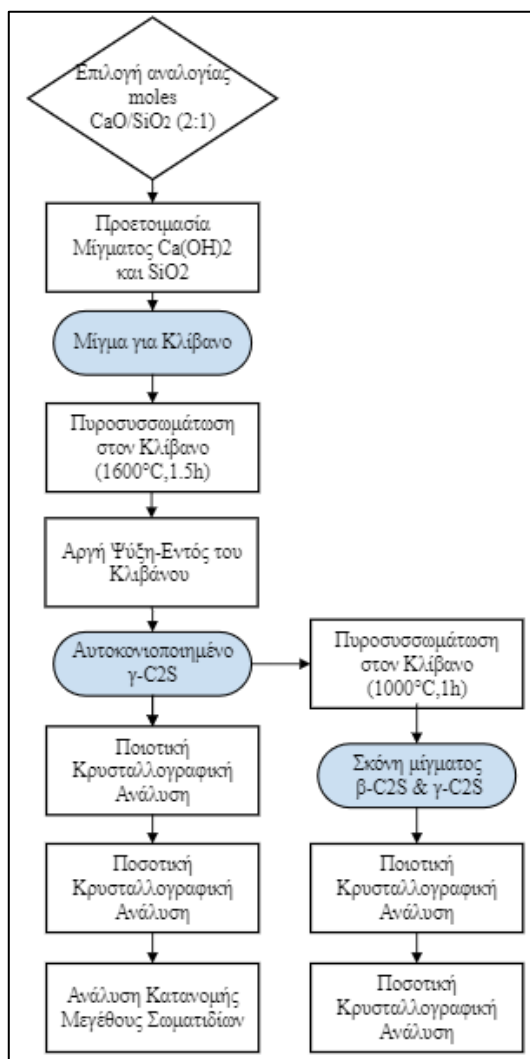 Επιλογή αναλογίας
moles
CaO/SiO₂ (2:1)
Προετοιμασία
Μίγματος Ca(OH)2
και SiO2
Μίγμα για Κλίβανο
Πυροσυσσωμάτωση
στον Κλίβανο
(1600°C,1.5h)
Αργή Ψύξη-Εντός του
Κλιβάνου
Αυτοκονιοποιημένο
γ-C2S
Ποιοτική
Κρυσταλλογραφική
Ανάλυση
Ποσοτική
Κρυσταλλογραφική
Ανάλυση
Ανάλυση Κατανομής
Μεγέθους Σωματιδίων
Πυροσυσσωμάτωση
στον Κλίβανο
(1000°C,1h)
Σκόνη μίγματος
β-C2S & γ-C2S
Ποιοτική
Κρυσταλλογραφική
Ανάλυση
Ποσοτική
Κρυσταλλογραφική
Ανάλυση